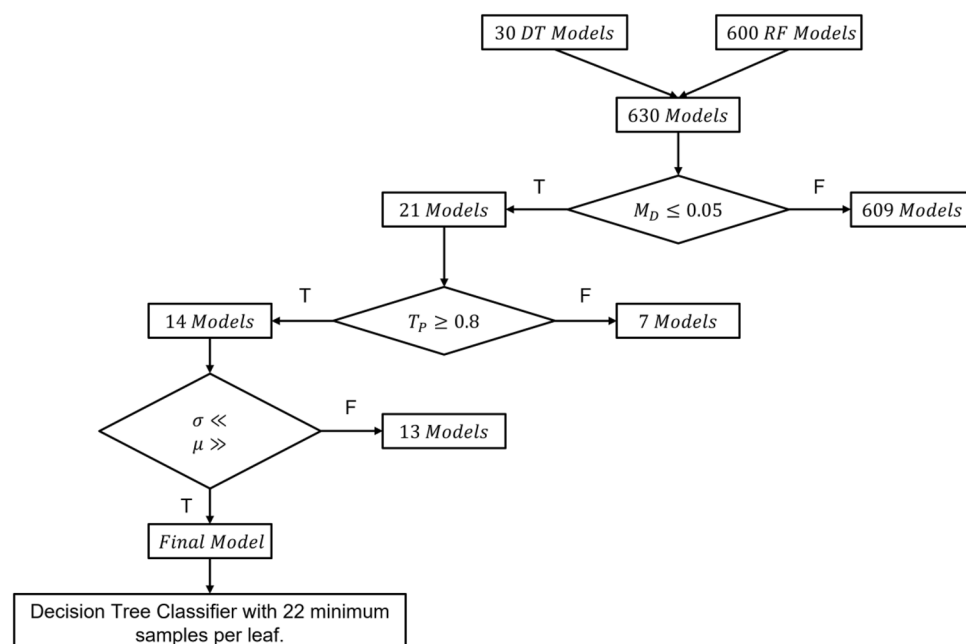 30 DT Models
600 RF Models
630 Models
T
F
21 Models
M_D ≤ 0.05
609 Models
T
F
14 Models
T_P ≥ 0.8
7 Models
σ ≪
μ ≫
F
13 Models
T
Final Model
Decision Tree Classifier with 22 minimum
samples per leaf.